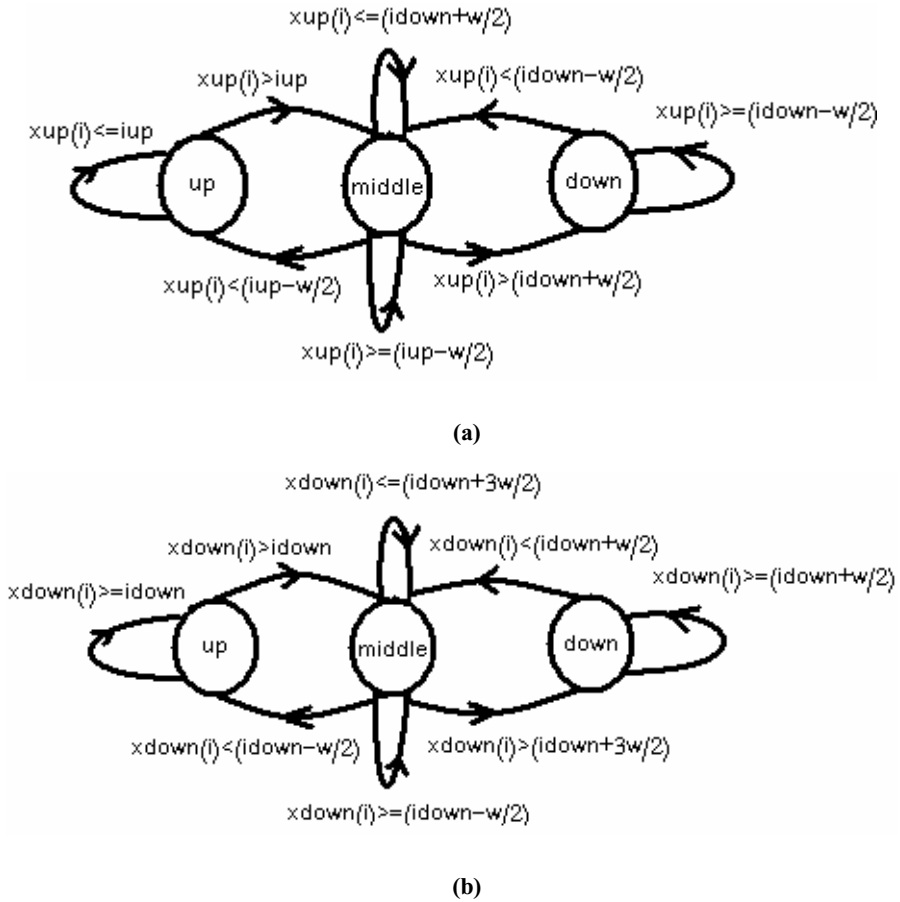 xup(i)<=(idown+w/2)
xup(i)>iup
xup(i)<(idown-w/2)
xup(i)<=iup
xup(i)>=(idown-w/2)
up
middle
down
xup(i)<(iup-w/2)
xup(i)>(idown+w/2)
xup(i)>=(iup-w/2)
(a)
xdown(i)<=(idown+3w/2)
xdown(i)>idown
xdown(i)<(idown+w/2)
xdown(i)>=idown
xdown(i)>=(idown+w/2)
up
middle
down
xdown(i)<(idown-w/2)
xdown(i)>(idown+3w/2)
xdown(i)>=(idown-w/2)
(b)